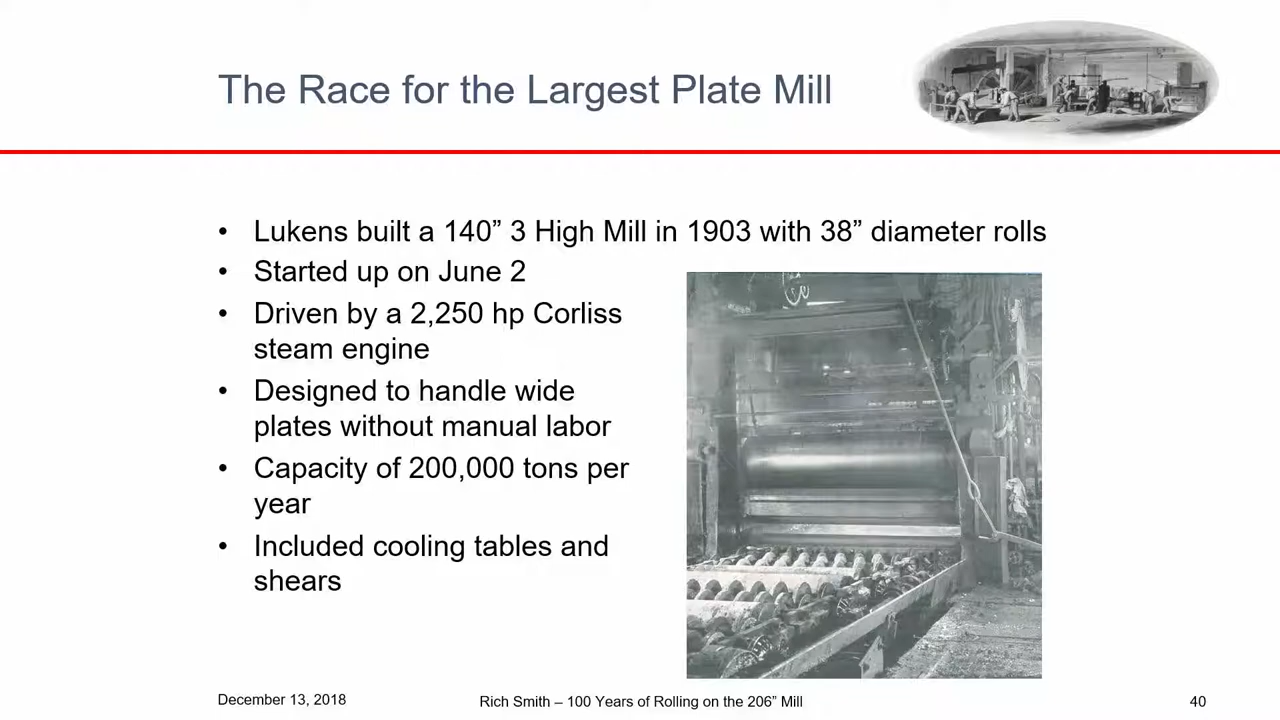 The Race for the Largest Plate Mill
• Lukens built a 140” 3 High Mill in 1903 with 38” diameter rolls
• Started up on June 2
• Driven by a 2,250 hp Corliss
steam engine
• Designed to handle wide
plates without manual labor
• Capacity of 200,000 tons per
year
• Included cooling tables and
shears
December 13, 2018
Rich Smith – 100 Years of Rolling on the 206” Mill
40